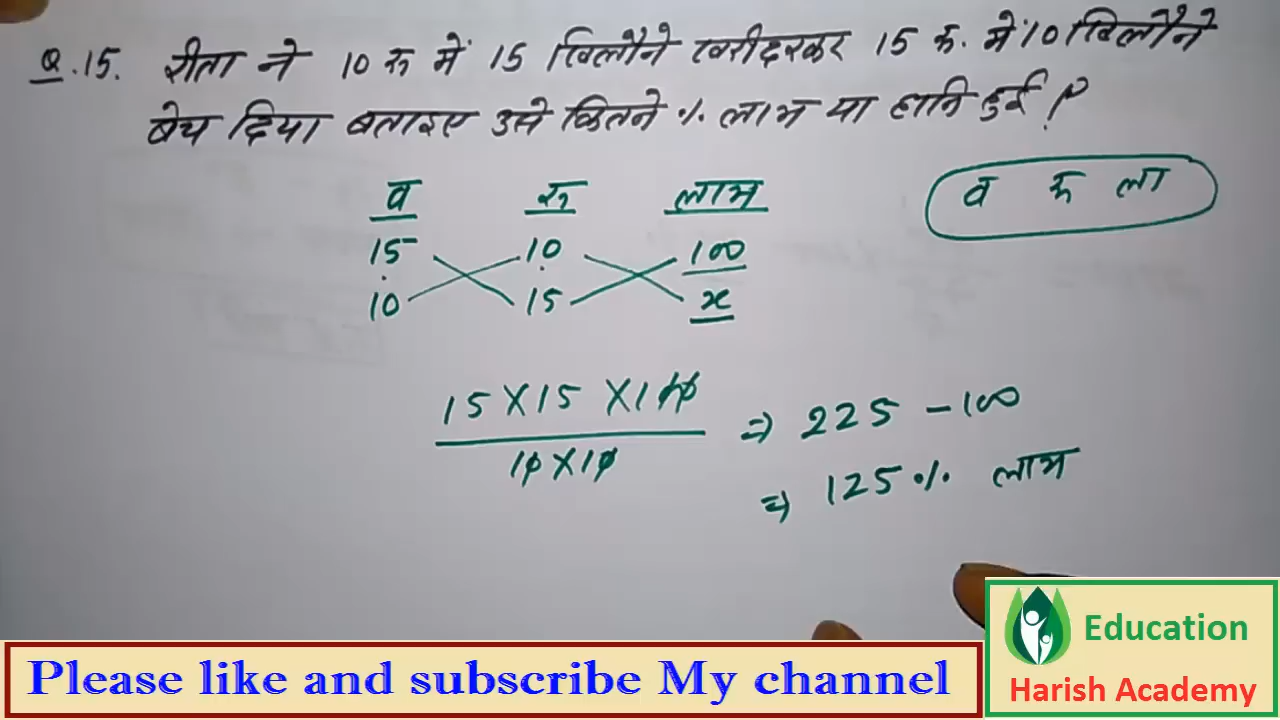 Q.15. रीता ने 10 रु में 15 खिलौने खरीदकर 15 रु. में 10 खिलौने
बेच दिया बताइए उसे कितने % लाभ या हानि हुई ?
व रु लाभ
व रु ला
15 10 100
10 15 x
15 X 15 X 100
10 X 10
⇒ 225 - 100
⇒ 125 % लाभ
Education
Harish Academy
Please like and subscribe My channel